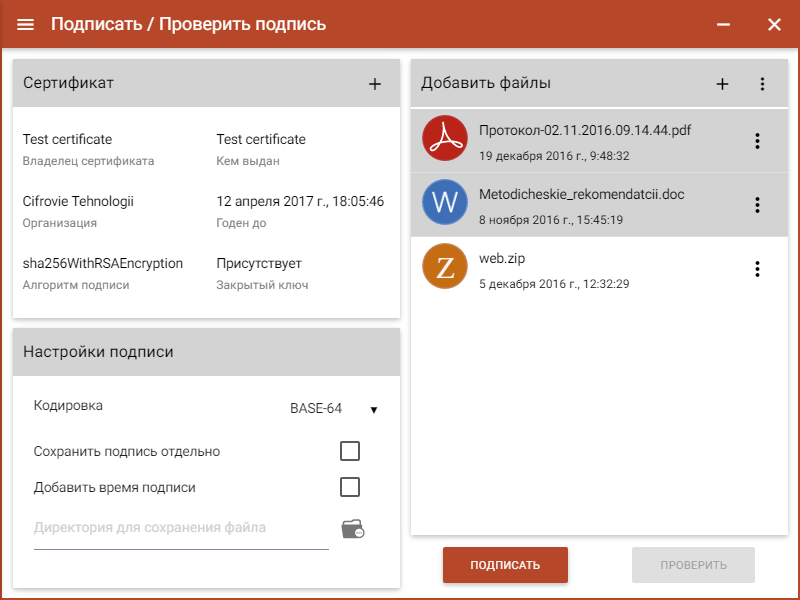 Подписать / Проверить подпись
Сертификат
Test certificate
Владелец сертификата
Test certificate
Кем выдан
Cifrovie Tehnologii
Организация
12 апреля 2017 г., 18:05:46
Годен до
sha256WithRSAEncryption
Алгоритм подписи
Присутствует
Закрытый ключ
Настройки подписи
Кодировка
BASE-64
Сохранить подпись отдельно
Добавить время подписи
Директория для сохранения файла
Добавить файлы
Протокол-02.11.2016.09.14.44.pdf
19 декабря 2016 г., 9:48:32
W
Metodicheskie_rekomendatcii.doc
8 ноября 2016 г., 15:45:19
Z
web.zip
5 декабря 2016 г., 12:32:29
ПОДПИСАТЬ
ПРОВЕРИТЬ